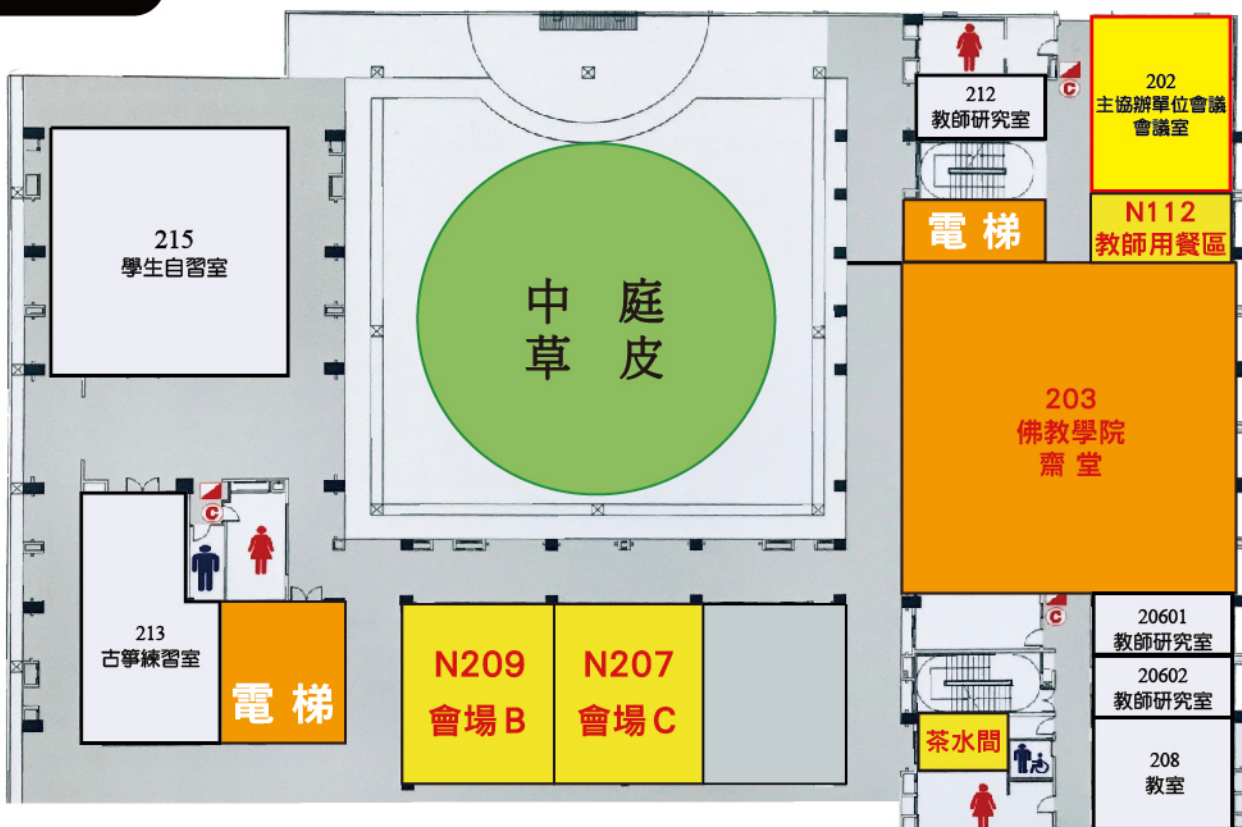 212
教師研究室
C
202
主協辦單位會議
會議室
電梯
N112
教師用餐區
215
學生自習室
中庭
草皮
203
佛教學院
齋堂
C
213
古箏練習室
電梯
N209
會場B
N207
會場C
C
20601
教師研究室
20602
教師研究室
茶水間
208
教室